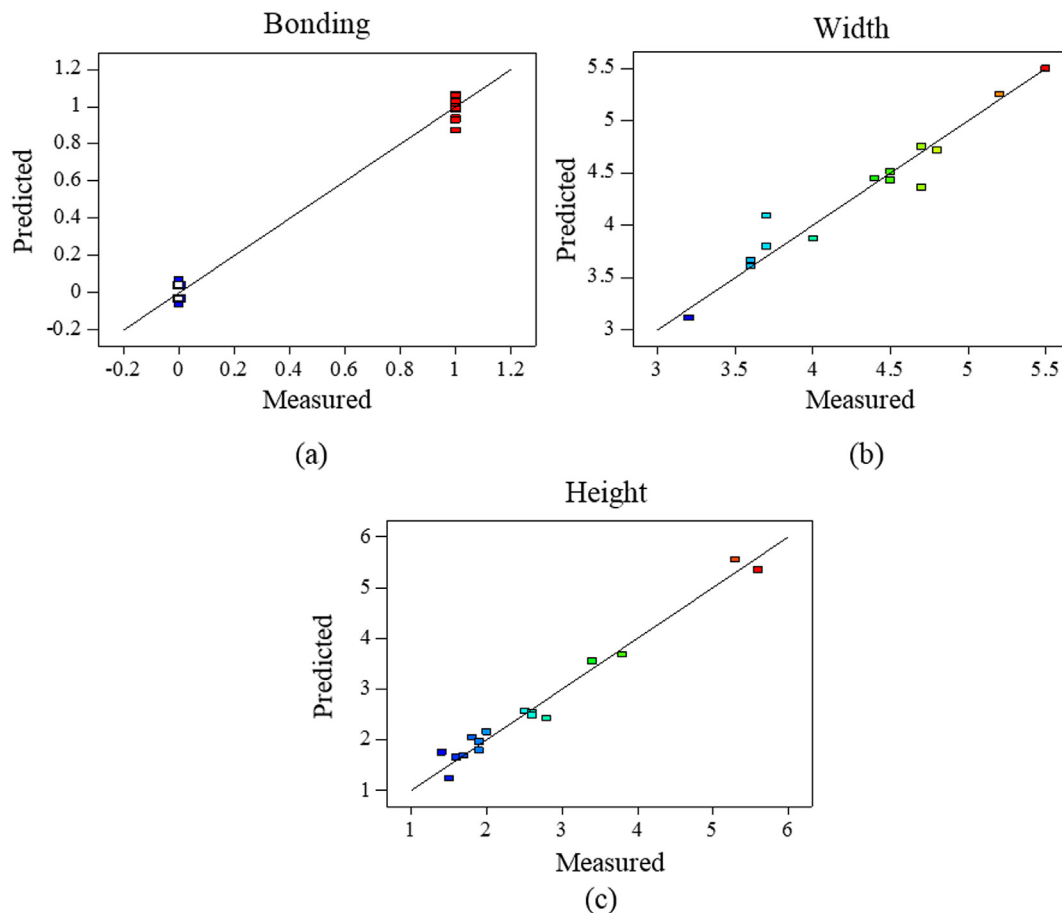 Bonding
1.2
1
0.8
0.6
0.4
0.2
0
-0.2
Predicted
-0.2 0 0.2 0.4 0.6 0.8 1 1.2
Measured
(a)
Width
5.5
5
4.5
4
3.5
3
Predicted
3 3.5 4 4.5 5 5.5
Measured
(b)
Height
6
5
4
3
2
1
Predicted
1 2 3 4 5 6
Measured
(c)